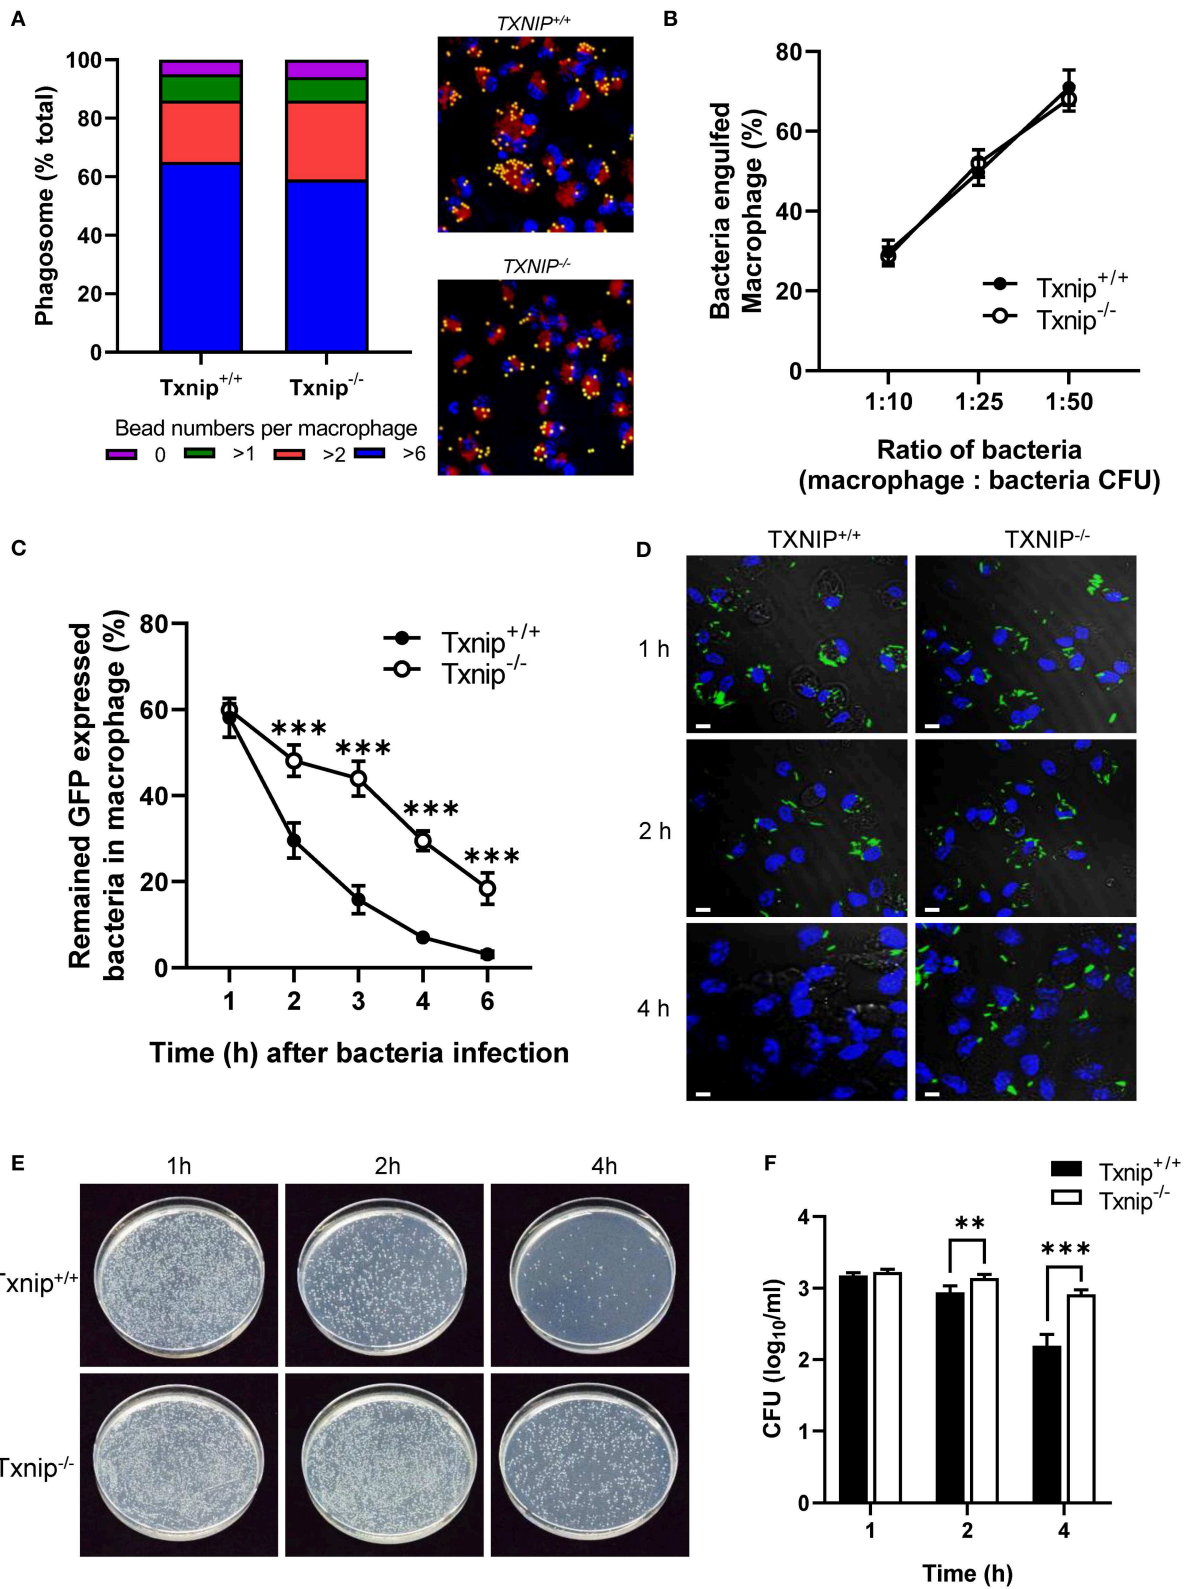 A
TXNIP+/+
Phagosome (% total)
100
80
60
40
20
0
Txnip+/+
Txnip-/-
Bead numbers per macrophage
0 >1 >2 >6
TXNIP-/-
B
Bacteria engulfed
Macrophage (%)
80
60
40
20
0
Txnip+/+
Txnip-/-
1:10 1:25 1:50
Ratio of bacteria
(macrophage : bacteria CFU)
C
Remained GFP expressed
bacteria in macrophage (%)
80
60
40
20
0
Txnip+/+
Txnip-/-
***
***
***
***
1 2 3 4 6
Time (h) after bacteria infection
D
TXNIP+/+ TXNIP-/-
1 h
2 h
4 h
E
1h 2h 4h
Txnip+/+
Txnip-/-
F
Txnip+/+
Txnip-/-
CFU (log10/ml)
4
3
2
1
0
**
***
1 2 4
Time (h)